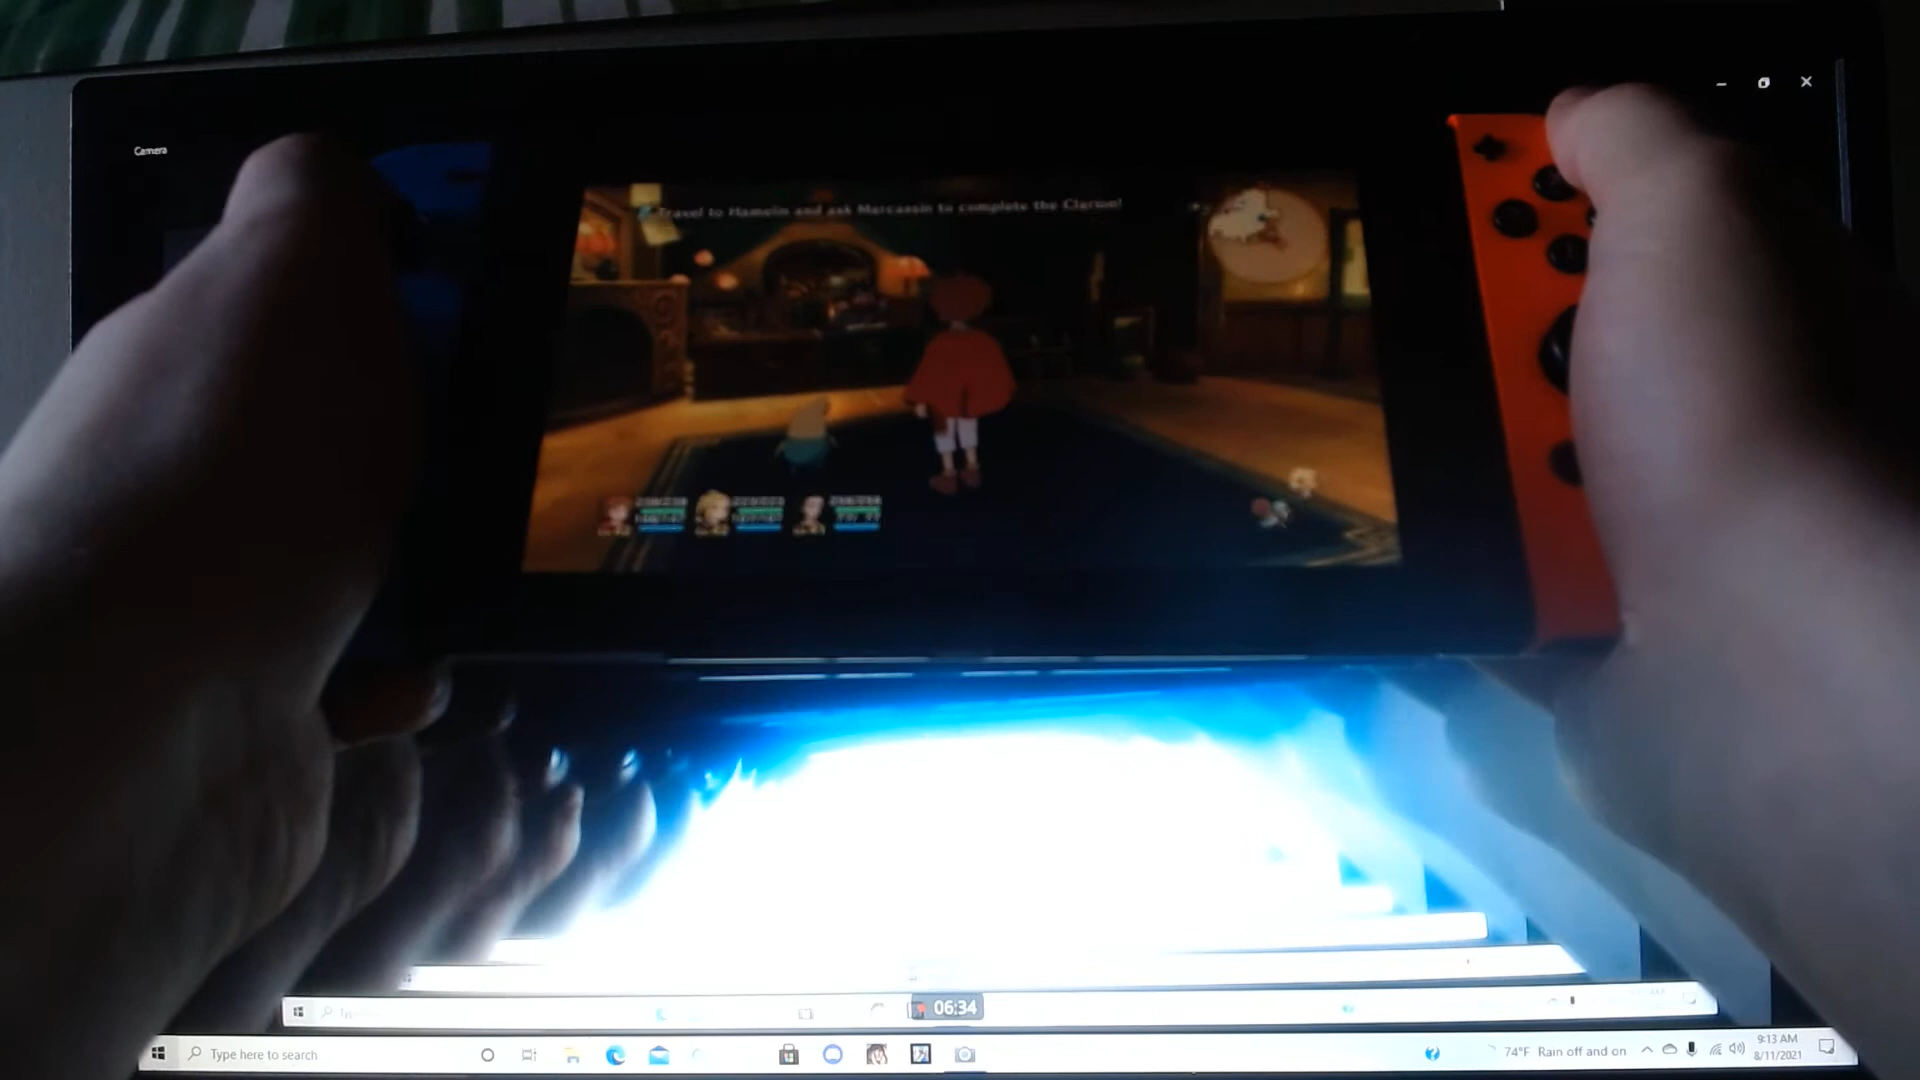 Camera
Travel to Hamelin and ask Marcassin to complete the Clarion!
06:34
Type here to search
74°F Rain off and on
9:13 AM
8/11/2021